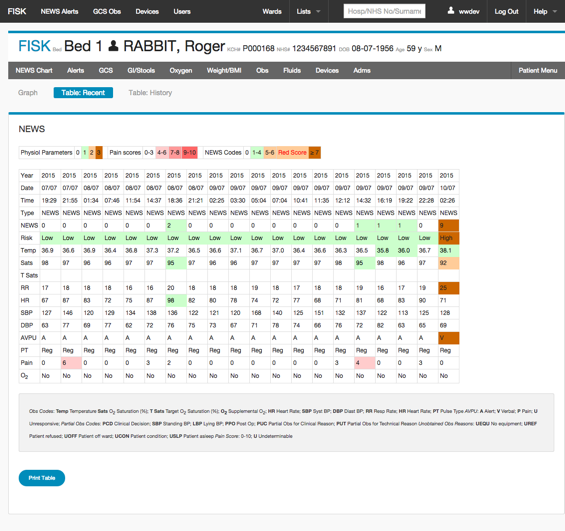 FISK NEWS Alerts GCS Obs Devices Users Wards Lists Hosp/NHS No/Surname wwdev Log Out Help
FISK Bed Bed 1 RABBIT, Roger KCH# P000168 NHS# 1234567891 DOB 08-07-1956 Age 59 y Sex M
NEWS Chart Alerts GCS GI/Stools Oxygen Weight/BMI Obs Fluids Devices Adms Patient Menu
Graph Table: Recent Table: History
NEWS
Physiol Parameters 0 1 2 3 Pain scores 0-3 4-6 7-8 9-10 NEWS Codes 0 1-4 5-6 Red Score ≥ 7
Year 2015 2015 2015 2015 2015 2015 2015 2015 2015 2015 2015 2015 2015 2015 2015 2015 2015 2015 2015 2015
Date 07/07 07/07 08/07 08/07 08/07 08/07 08/07 08/07 09/07 09/07 09/07 09/07 09/07 09/07 09/07 09/07 09/07 09/07 09/07 10/07
Time 19:29 21:55 01:34 07:46 11:54 14:37 18:36 21:21 02:25 03:30 05:04 07:04 10:41 11:35 12:12 14:32 16:19 19:22 22:28 02:26
Type NEWS NEWS NEWS NEWS NEWS NEWS NEWS NEWS NEWS NEWS NEWS NEWS NEWS NEWS NEWS NEWS NEWS NEWS NEWS NEWS
NEWS 0 0 0 0 0 0 2 0 0 0 0 0 0 0 0 1 1 1 0 9
Risk Low Low Low Low Low Low Low Low Low Low Low Low Low Low Low Low Low Low Low High
Temp 36.9 36.6 36.9 36.4 36.8 37.3 37.2 36.5 36.6 36.1 36.7 37.0 36.4 36.6 36.3 36.5 35.8 36.0 36.7 38.1
Sats 98 97 96 96 97 96 95 96 97 96 96 97 96 96 98 95 98 96 97 92
T Sats
RR 17 18 18 18 16 16 20 18 18 18 19 18 17 18 18 19 16 17 19 25
HR 67 87 83 72 75 87 98 82 80 78 74 72 77 68 71 81 68 83 90 71
SBP 127 146 120 129 134 138 136 122 121 120 168 140 125 151 132 137 122 113 125 128
DBP 63 77 69 77 62 72 76 75 73 67 71 78 74 66 76 72 82 63 65 69
AVPU A A A A A A A A A A A A A A A A A A A V
PT Reg Reg Reg Reg Reg Reg Reg Reg Reg Reg Reg Reg Reg Reg Reg Reg Reg Reg Reg Reg
Pain 0 6 0 0 0 3 2 0 0 0 0 0 0 0 3 4 0 0 3 0
O2 No No No No No No No No No No No No No No No No No No No No
Obs Codes: Temp Temperature Sats O2 Saturation (%); T Sats Target O2 Saturation (%); O2 Supplemental O2; HR Heart Rate; SBP Syst BP; DBP Diast BP; RR Resp Rate; HR Heart Rate; PT Pulse Type AVPU; A Alert; V Verbal; P Pain; U
Unresponsive; Partial Obs Codes: PCD Clinical Decision; SBP Standing BP; LBP Lying BP; PPO Post Op; PUC Partial Obs for Clinical Reason; PUT Partial Obs for Technical Reason Unobtained Obs Reasons: UEQU No equipment; UREF
Patient refused; UOFF Patient off ward; UCON Patient condition; USLP Patient asleep Pain Score: 0-10; U Undeterminable
Print Table